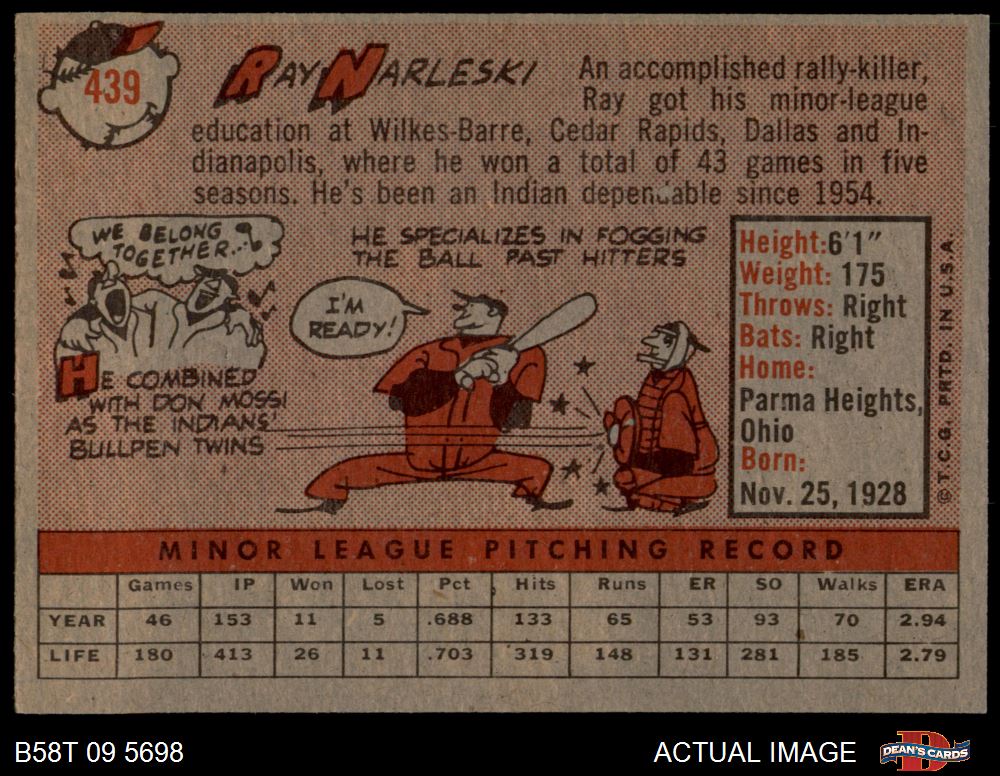 439
RAY NARLESKI
An accomplished rally-killer,
Ray got his minor-league
education at Wilkes-Barre, Cedar Rapids, Dallas and In-
dianapolis, where he won a total of 43 games in five
seasons. He's been an Indian dependable since 1954.
WE BELONG
TOGETHER..
HE COMBINED
WITH DON MOSSI
AS THE INDIANS'
BULLPEN TWINS
HE SPECIALIZES IN FOGGING
THE BALL PAST HITTERS
I'M
READY!
Height: 6'1"
Weight: 175
Throws: Right
Bats: Right
Home:
Parma Heights,
Ohio
Born:
Nov. 25, 1928
© T.C.G. PRTD. IN U.S.A.
MINOR LEAGUE PITCHING RECORD
Games IP Won Lost Pct Hits Runs ER SO Walks ERA
YEAR 46 153 11 5 .688 133 65 53 93 70 2.94
LIFE 180 413 26 11 .703 319 148 131 281 185 2.79
B58T 09 5698
ACTUAL IMAGE
DEAN'S CARDS